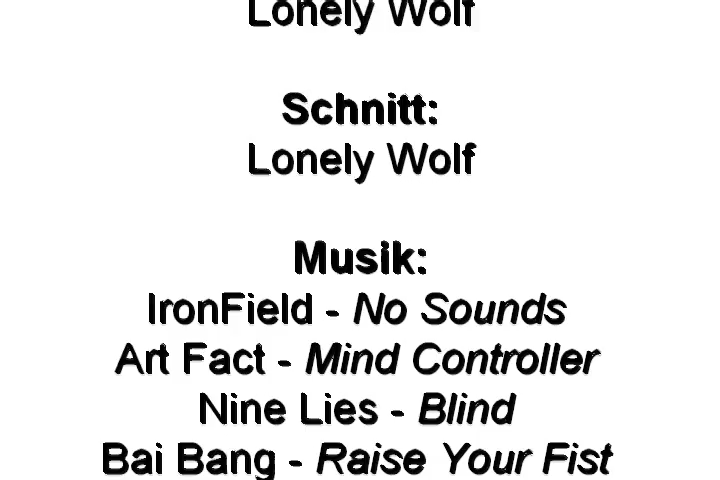 Lonely Wolf
Schnitt:
Lonely Wolf
Musik:
IronField - No Sounds
Art Fact - Mind Controller
Nine Lies - Blind
Bai Bang - Raise Your Fist